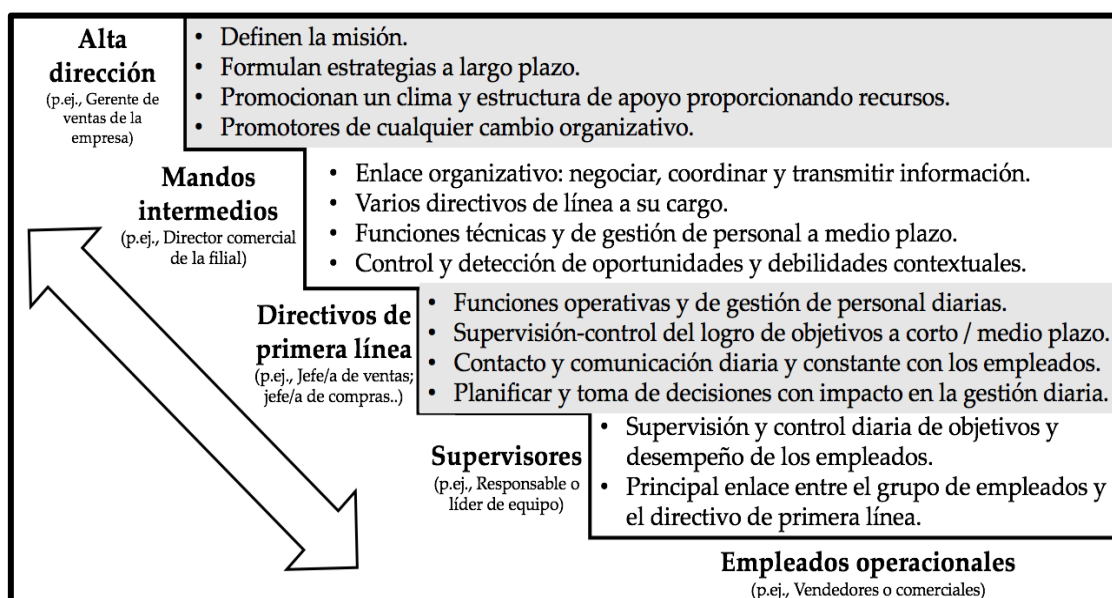 Alta
dirección
(p.ej., Gerente de
ventas de la
empresa)
• Definen la misión.
• Formulan estrategias a largo plazo.
• Promocionan un clima y estructura de apoyo proporcionando recursos.
• Promotores de cualquier cambio organizativo.
Mandos
intermedios
(p.ej., Director comercial
de la filial)
• Enlace organizativo: negociar, coordinar y transmitir información.
• Varios directivos de línea a su cargo.
• Funciones técnicas y de gestión de personal a medio plazo.
• Control y detección de oportunidades y debilidades contextuales.
Directivos de
primera línea
(p.ej., Jefe/a de ventas;
jefe/a de compras..)
• Funciones operativas y de gestión de personal diarias.
• Supervisión-control del logro de objetivos a corto / medio plazo.
• Contacto y comunicación diaria y constante con los empleados.
• Planificar y toma de decisiones con impacto en la gestión diaria.
Supervisores
(p.ej., Responsable o
líder de equipo)
• Supervisión y control diaria de objetivos y
desempeño de los empleados.
• Principal enlace entre el grupo de empleados y
el directivo de primera línea.
Empleados operacionales
(p.ej., Vendedores o comerciales)